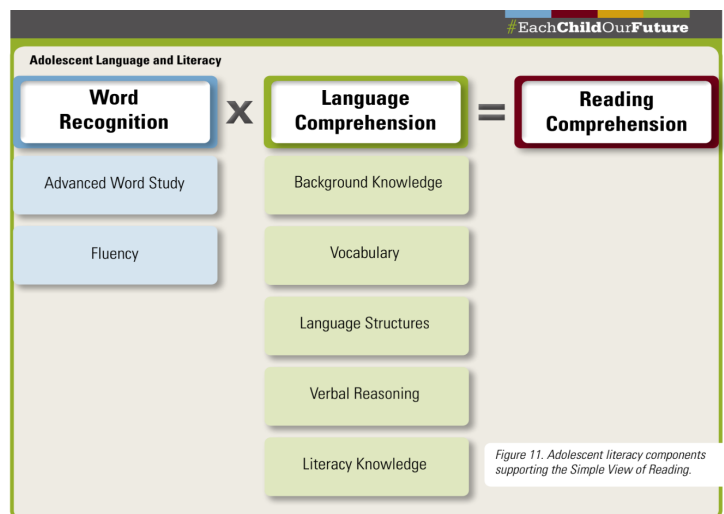 #EachChildOurFuture
Adolescent Language and Literacy
Word
Recognition
X
Language
Comprehension
=
Reading
Comprehension
Advanced Word Study
Background Knowledge
Fluency
Vocabulary
Language Structures
Verbal Reasoning
Literacy Knowledge
Figure 11. Adolescent literacy components
supporting the Simple View of Reading.